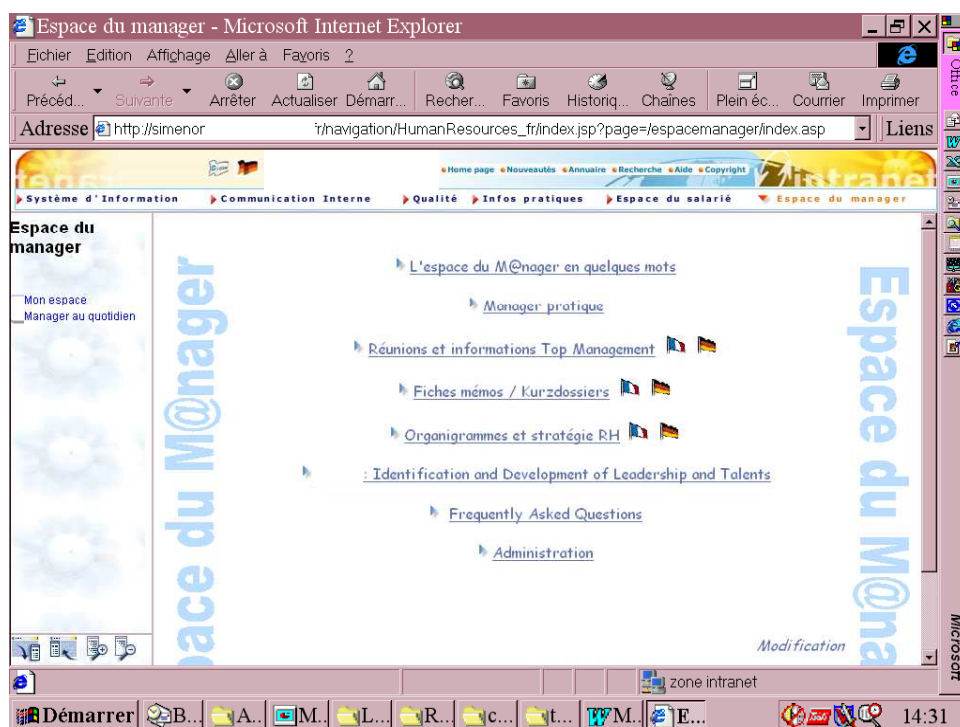 Espace du manager - Microsoft Internet Explorer
Fichier Edition Affichage Aller à Favoris ?
Précéd... Suivante Arrêter Actualiser Démarr... Recher... Favoris Historiq... Chaînes Plein éc... Courrier Imprimer
Adresse http://simenor r/navigation/HumanResources_fr/index.jsp?page=/espacemanager/index.asp Liens
Home page Nouveautés Annuaire Recherche Aide Copyright
intranet
Système d'Information Communication Interne Qualité Infos pratiques Espace du salarié Espace du manager
Espace du
manager
Mon espace
Manager au quotidien
Espace du M@nager
L'espace du M@nager en quelques mots
Manager pratique
Réunions et informations Top Management
Fiches mémos / Kurzdossiers
Organigrammes et stratégie RH
: Identification and Development of Leadership and Talents
Frequently Asked Questions
Administration
Modification
pace du M@nager
Espace du M@na
zone intranet
Démarrer B... A... M... L... R... c... t... M... E... 14:31
Office
Microsoft